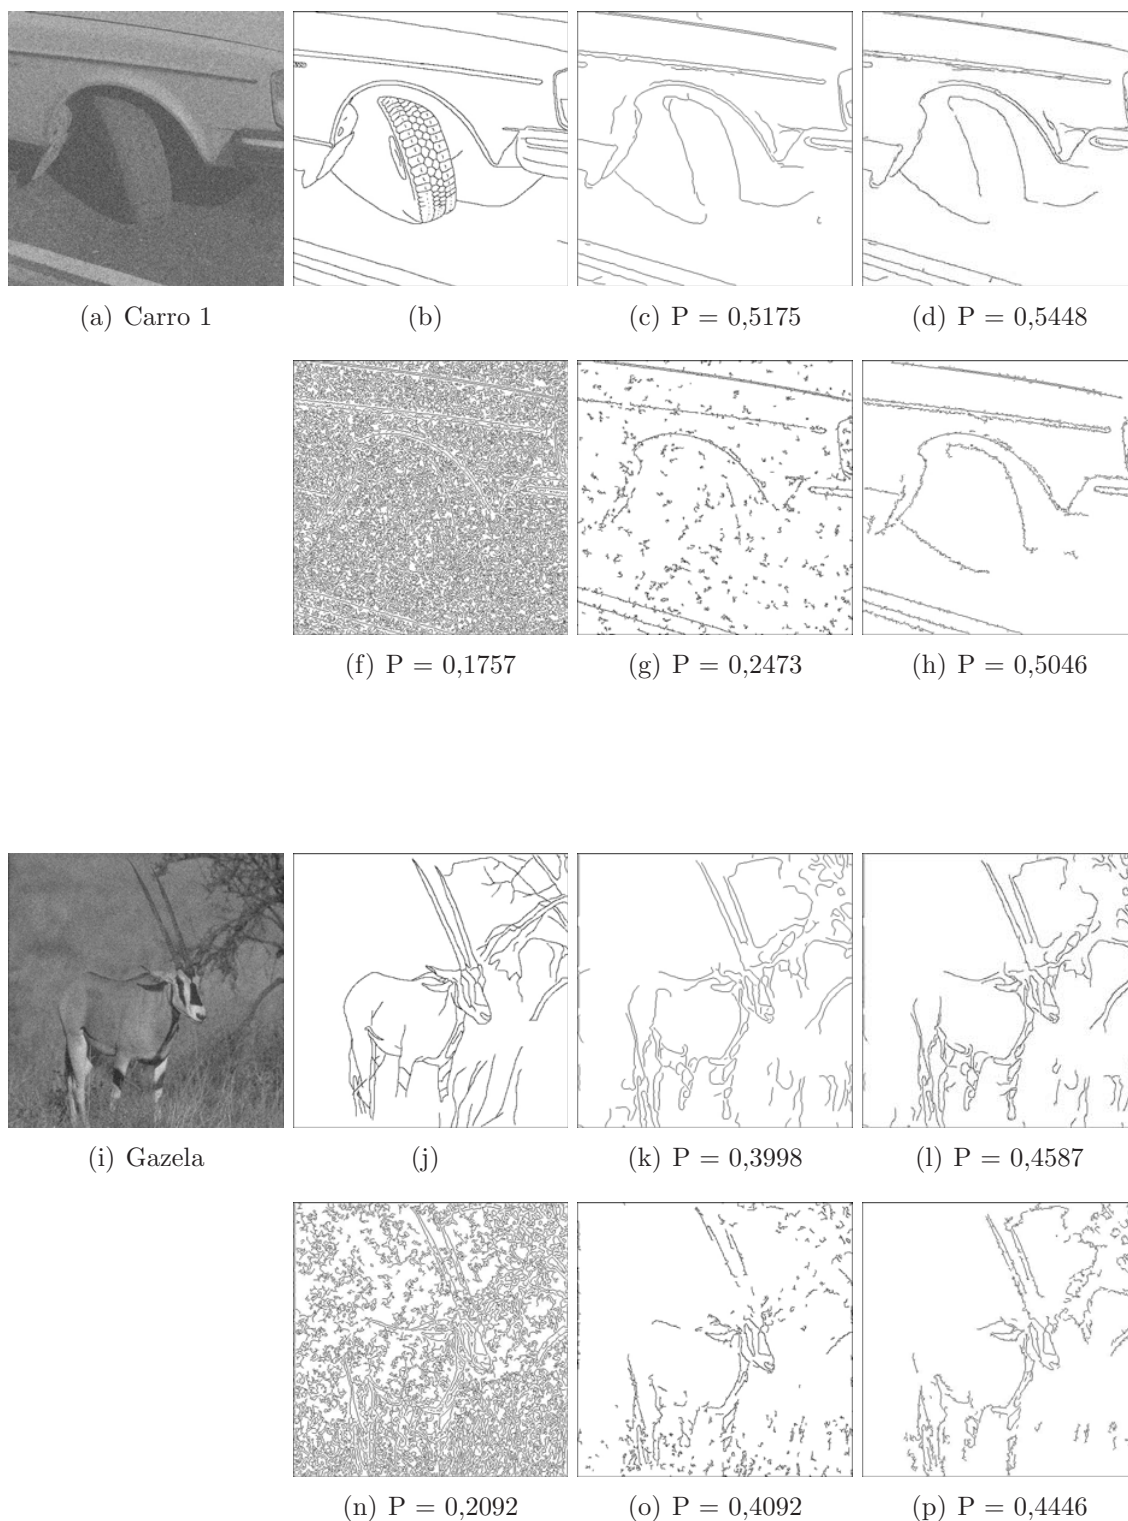 (a) Carro 1
(b)
(c) P = 0,5175
(d) P = 0,5448
(f) P = 0,1757
(g) P = 0,2473
(h) P = 0,5046
(i) Gazela
(j)
(k) P = 0,3998
(l) P = 0,4587
(n) P = 0,2092
(o) P = 0,4092
(p) P = 0,4446